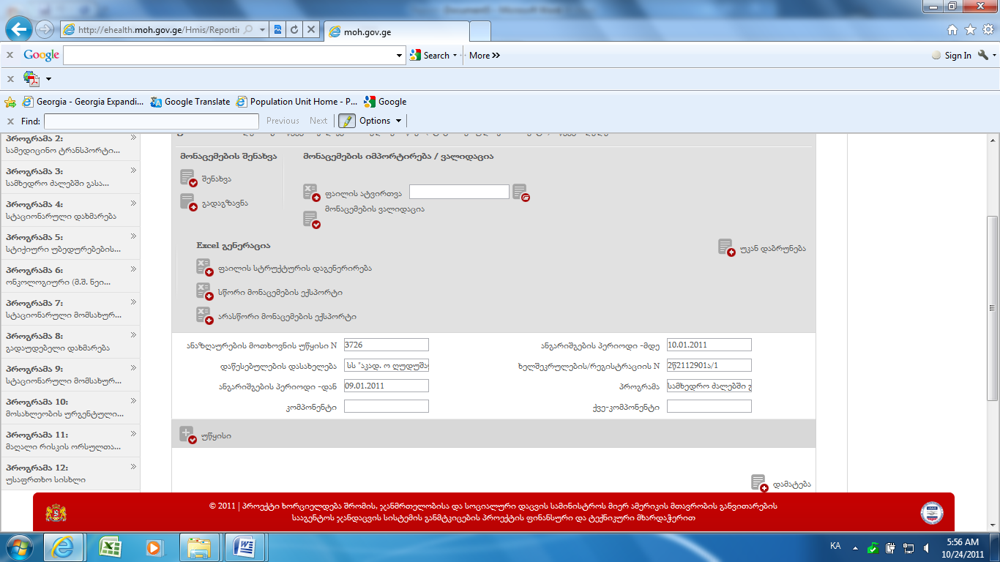 http://ehealth.moh.gov.ge/Hmis/Reportin
moh.gov.ge
Google
Search
More »
Sign In
Georgia - Georgia Expandi...
Google Translate
Population Unit Home - P...
Google
Find:
Previous
Next
Options
პროგრამა 2:
სამედიცინო ტრანსპორტი...
პროგრამა 3:
სამხედრო ძალებში გასა...
პროგრამა 4:
სტაციონარული დახმარება
პროგრამა 5:
სტიქიური უბედურებების...
პროგრამა 6:
ონკოლოგიური (მ.შ. ნეი...
პროგრამა 7:
სტაციონარული მომსახურ...
პროგრამა 8:
გადაუდებელი დახმარება
პროგრამა 9:
სტაციონარული მომსახურ...
პროგრამა 10:
მოსახლეობის ურგენტული...
პროგრამა 11:
მაღალი რისკის ორსულთა...
პროგრამა 12:
უსაფრთხო სისხლი
მონაცემების შენახვა
შენახვა
გადაგზავნა
მონაცემების იმპორტირება / ვალიდაცია
ფაილის ატვირთვა
მონაცემების ვალიდაცია
Excel გენერაცია
ფაილის სტრუქტურის დაგენერირება
სწორი მონაცემების ექსპორტი
არასწორი მონაცემების ექსპორტი
უკან დაბრუნება
ანაზღაურების მოთხოვნის უწყისი N 3726
ანგარიშგების პერიოდი -მდე 10.01.2011
დაწესებულების დასახელება სს "აკად. ო ღუდუშა
ხელშეკრულების/რეგისტრაციის N 2წ2112901ა/1
ანგარიშგების პერიოდი -დან 09.01.2011
პროგრამა სამხედრო ძალებში გ
კომპონენტი
ქვე-კომპონენტი
უწყისი
დამატება
© 2011 | პროექტი ხორციელდება შრომის, ჯანმრთელობისა და სოციალური დაცვის სამინისტროს მიერ ამერიკის მთავრობის განვითარების
სააგენტოს ჯანდაცვის სისტემის განმტკიცების პროექტის ფინანსური და ტექნიკური მხარდაჭერით
KA
5:56 AM
10/24/2011